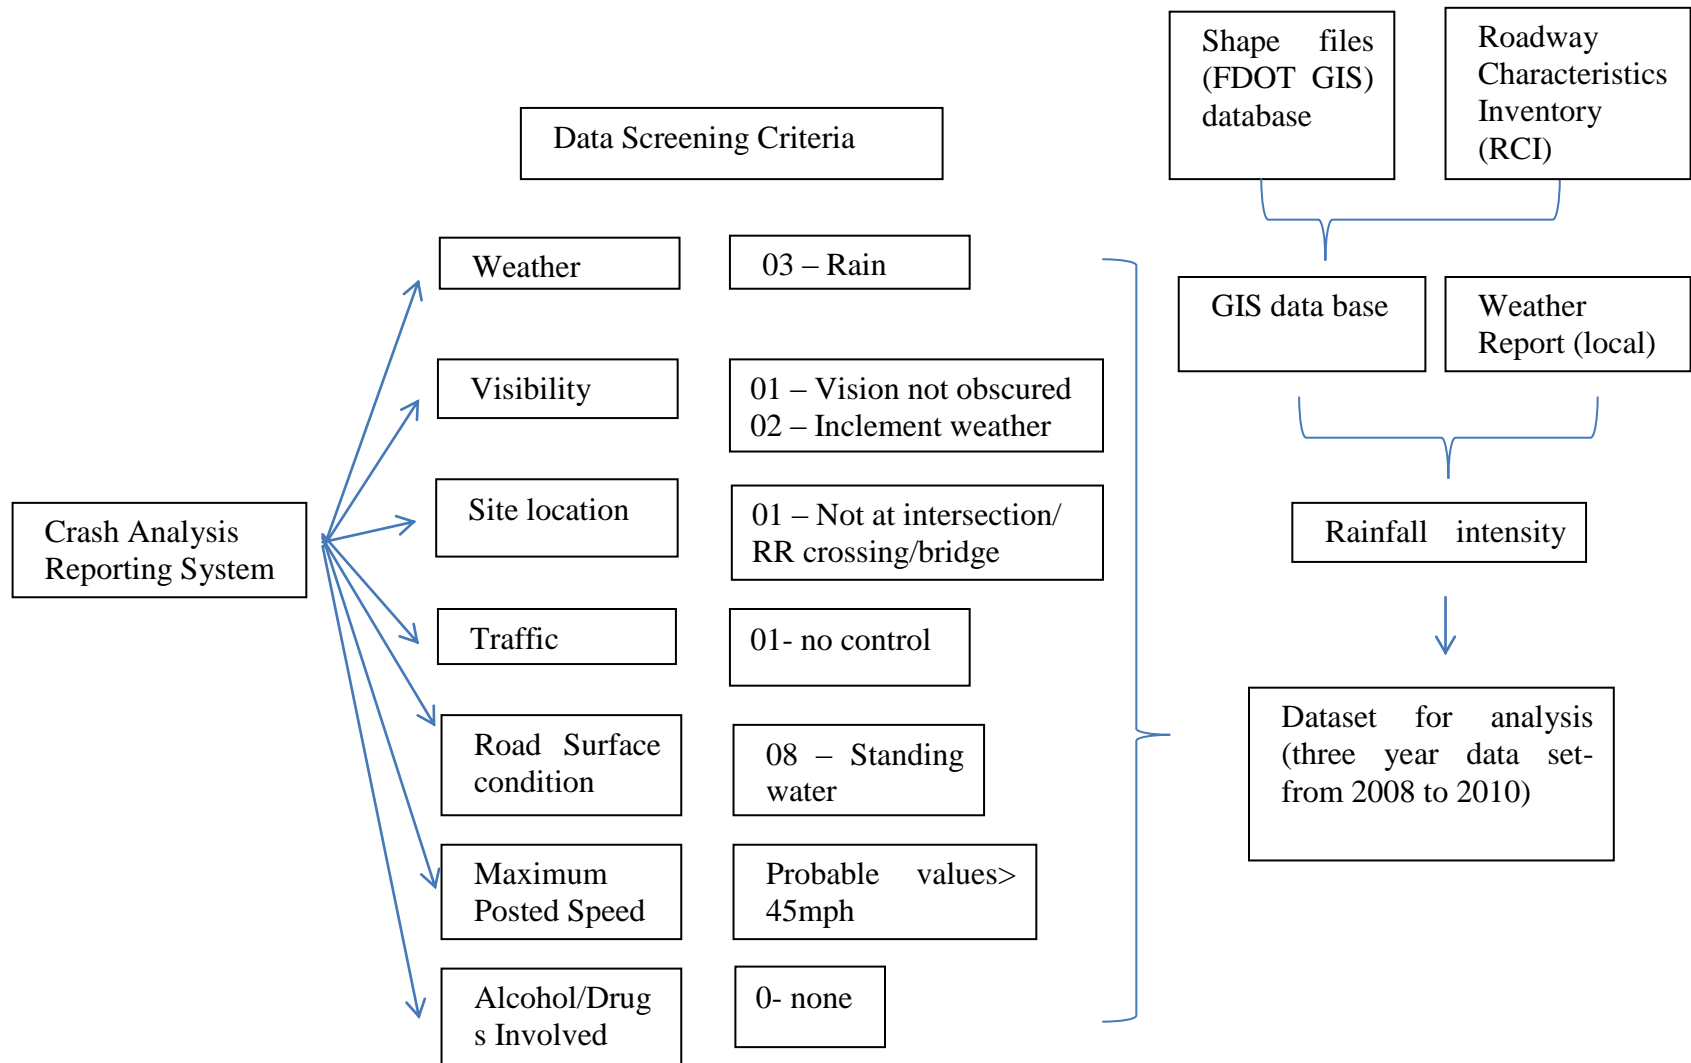 Shape files
(FDOT GIS)
database
Roadway
Characteristics
Inventory
(RCI)
Data Screening Criteria
Weather
03 – Rain
GIS data base
Weather
Report (local)
Visibility
01 – Vision not obscured
02 – Inclement weather
Crash Analysis
Reporting System
Site location
01 – Not at intersection/
RR crossing/bridge
Rainfall intensity
Traffic
01- no control
Road Surface
condition
08 – Standing
water
Dataset for analysis
(three year data set-
from 2008 to 2010)
Maximum
Posted Speed
Probable values>
45mph
Alcohol/Drug
s Involved
0- none